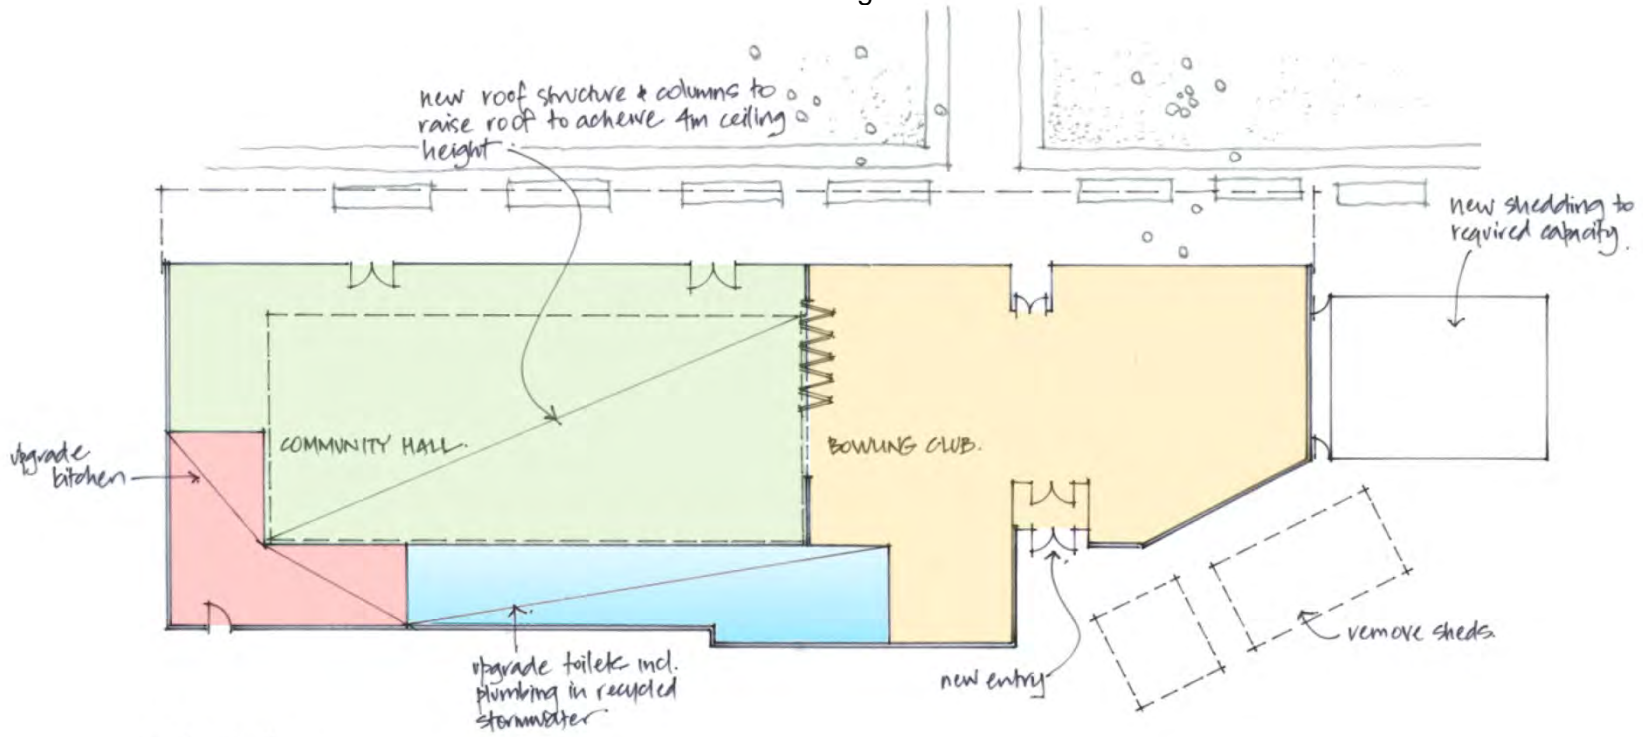 new roof structure & columns to
raise roof to acheive 4m ceiling
height.
new shedding to
required capacity.
COMMUNITY HALL.
BOWLING CLUB.
upgrade
kitchen
upgrade toilets incl.
plumbing in recycled
stormwater
new entry
remove sheds.